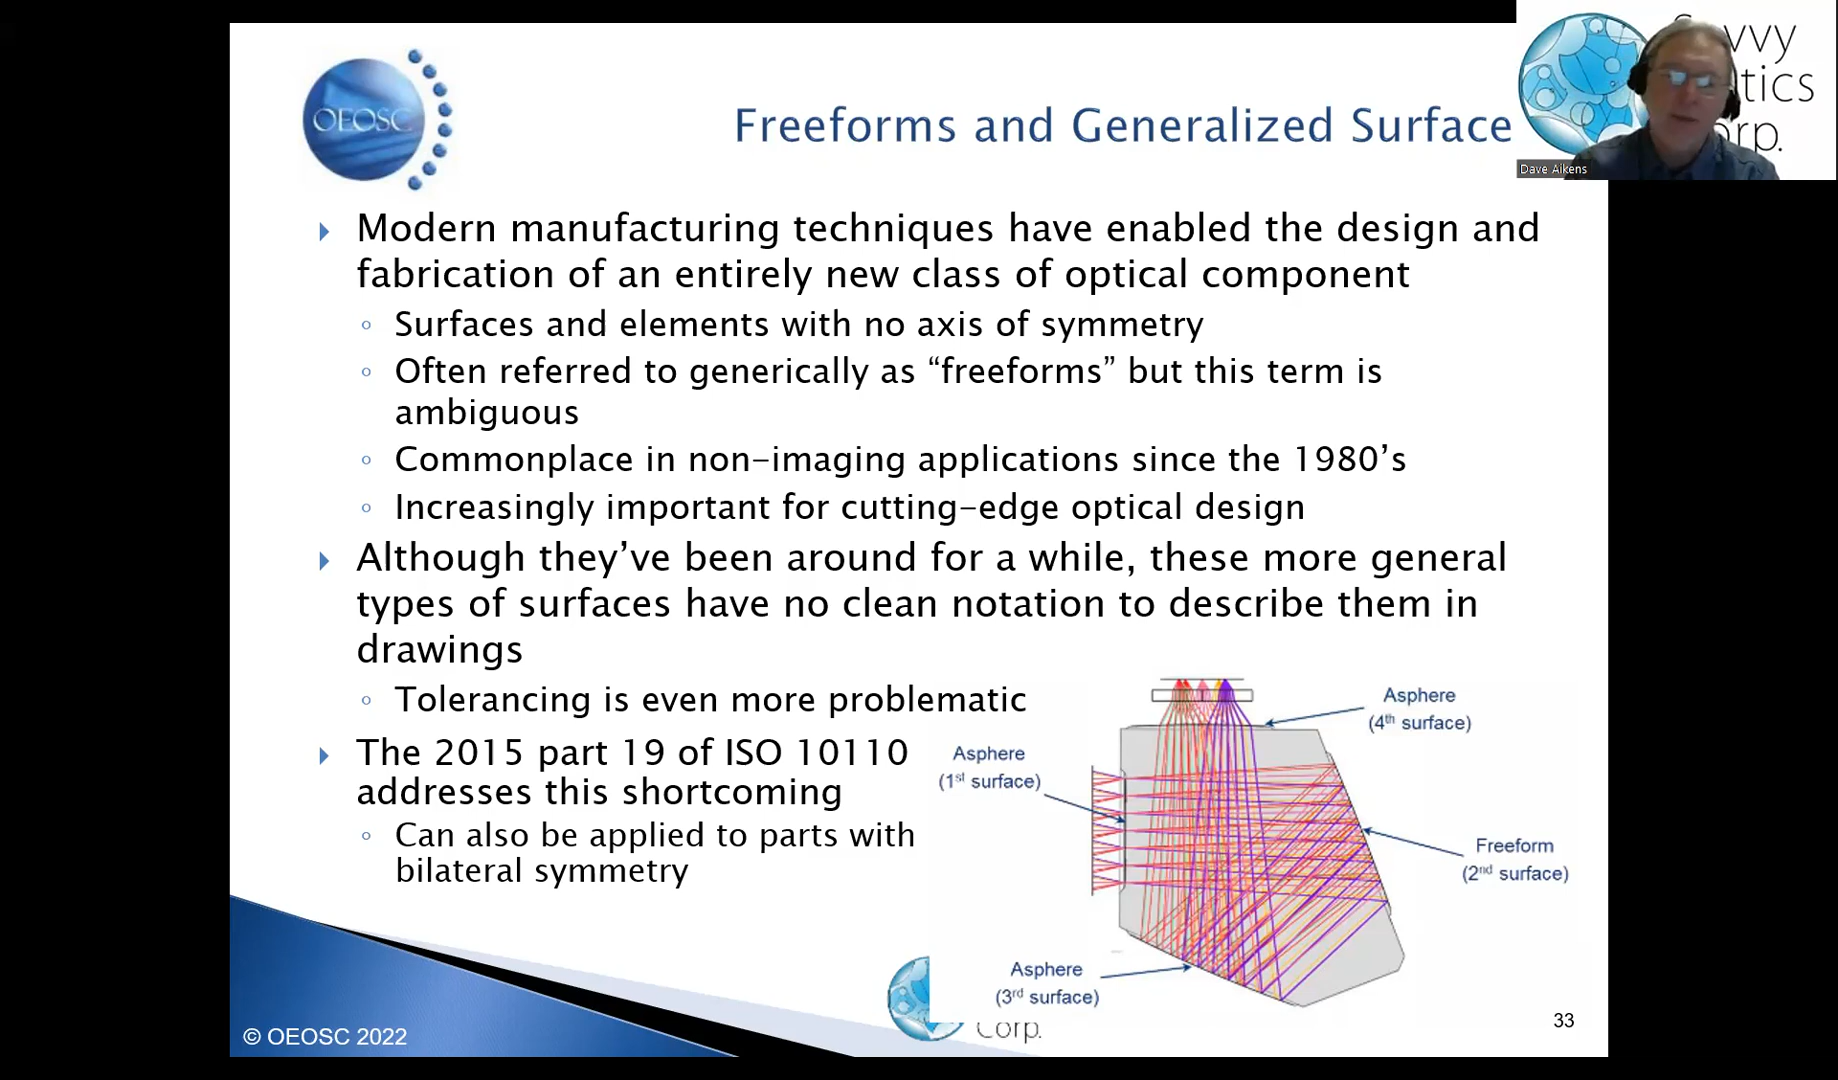 OEOSC
Freeforms and Generalized Surface
Dave Aikens
Modern manufacturing techniques have enabled the design and
fabrication of an entirely new class of optical component
Surfaces and elements with no axis of symmetry
Often referred to generically as “freeforms” but this term is
ambiguous
Commonplace in non-imaging applications since the 1980’s
Increasingly important for cutting-edge optical design
Although they’ve been around for a while, these more general
types of surfaces have no clean notation to describe them in
drawings
Tolerancing is even more problematic
The 2015 part 19 of ISO 10110
addresses this shortcoming
Can also be applied to parts with
bilateral symmetry
Asphere
(4th surface)
Asphere
(1st surface)
Freeform
(2nd surface)
Asphere
(3rd surface)
Corp.
33
© OEOSC 2022